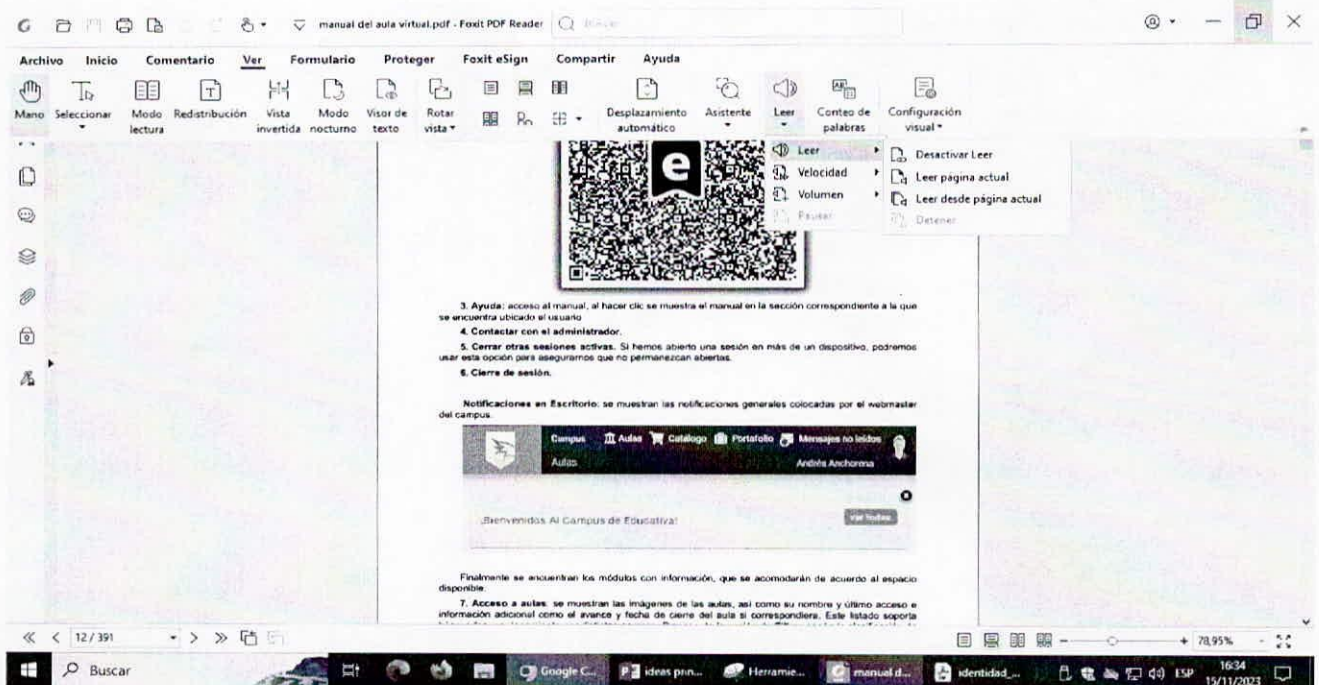 manual del aula virtual.pdf - Foxit PDF Reader
Archivo Inicio Comentario Ver Formulario Proteger Foxit eSign Compartir Ayuda
Mano Seleccionar Modo lectura Redistribución Vista invertida Modo nocturno Visor de texto Rotar vista Desplazamiento automático Asistente Leer Conteo de palabras Configuración visual
Leer
Velocidad
Volumen
Pausar
Desactivar Leer
Leer página actual
Leer desde página actual
Detener
e
3. Ayuda: acceso al manual, al hacer clic se muestra el manual en la sección correspondiente a la que
se encuentra ubicado el usuario
4. Contactar con el administrador.
5. Cerrar otras sesiones activas. Si hemos abierto una sesión en más de un dispositivo, podremos
usar esta opción para asegurarnos que no permanezcan abiertas.
6. Cierre de sesión.
Notificaciones en Escritorio: se muestran las notificaciones generales colocadas por el webmaster
del campus.
Campus Aulas Catálogo Portafolio Mensajes no leídos
Aulas Andrés Anchorena
¡Bienvenidos Al Campus de Educativa!
Ver todas
Finalmente se encuentran los módulos con información, que se acomodarán de acuerdo al espacio
disponible.
7. Acceso a aulas: se muestran las imágenes de las aulas, así como su nombre y último acceso e
información adicional como el avance y fecha de cierre del aula si correspondiera. Este listado soporta
12 / 391
78,95%
Buscar
Google C...
ideas prin...
Herramie...
manual d...
identidad_...
ESP
16:34
15/11/2023